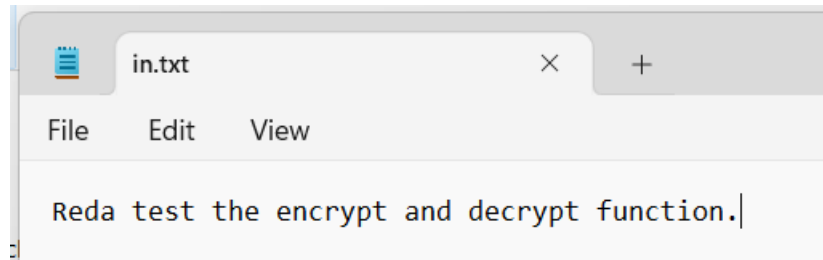 in.txt
File Edit View
Reda test the encrypt and decrypt function.